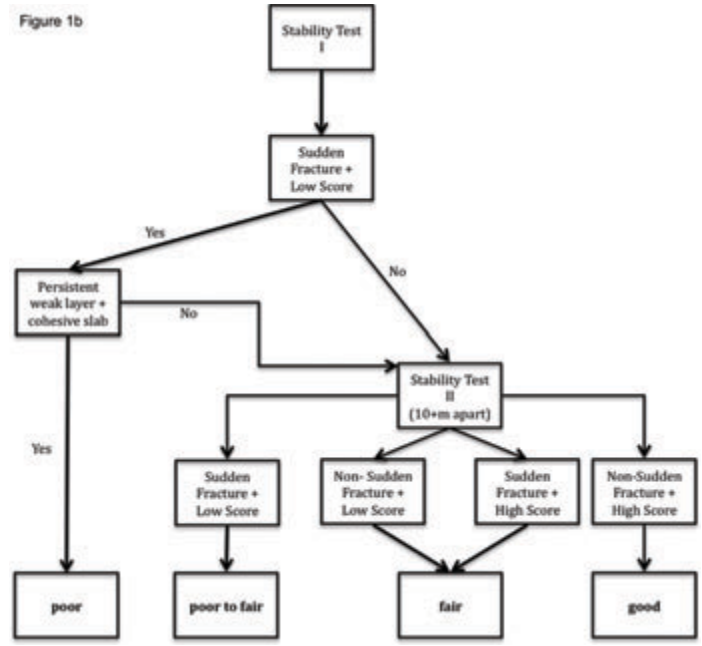 Figure 1b
Stability Test
I
Sudden
Fracture +
Low Score
Yes
No
Persistent
weak layer +
cohesive slab
No
Stability Test
II
(10+m apart)
Yes
Sudden
Fracture +
Low Score
Non- Sudden
Fracture +
Low Score
Sudden
Fracture +
High Score
Non-Sudden
Fracture +
High Score
poor
poor to fair
fair
good